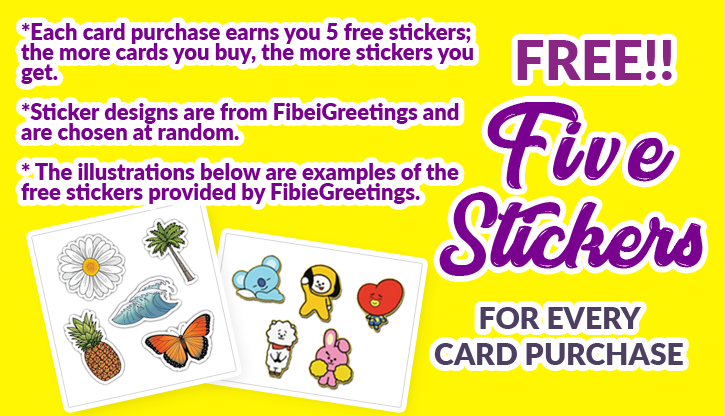 *Each card purchase earns you 5 free stickers;
the more cards you buy, the more stickers you
get.
*Sticker designs are from FibeiGreetings and
are chosen at random.
* The illustrations below are examples of the
free stickers provided by FibieGreetings.
FREE!!
Five
Stickers
FOR EVERY
CARD PURCHASE